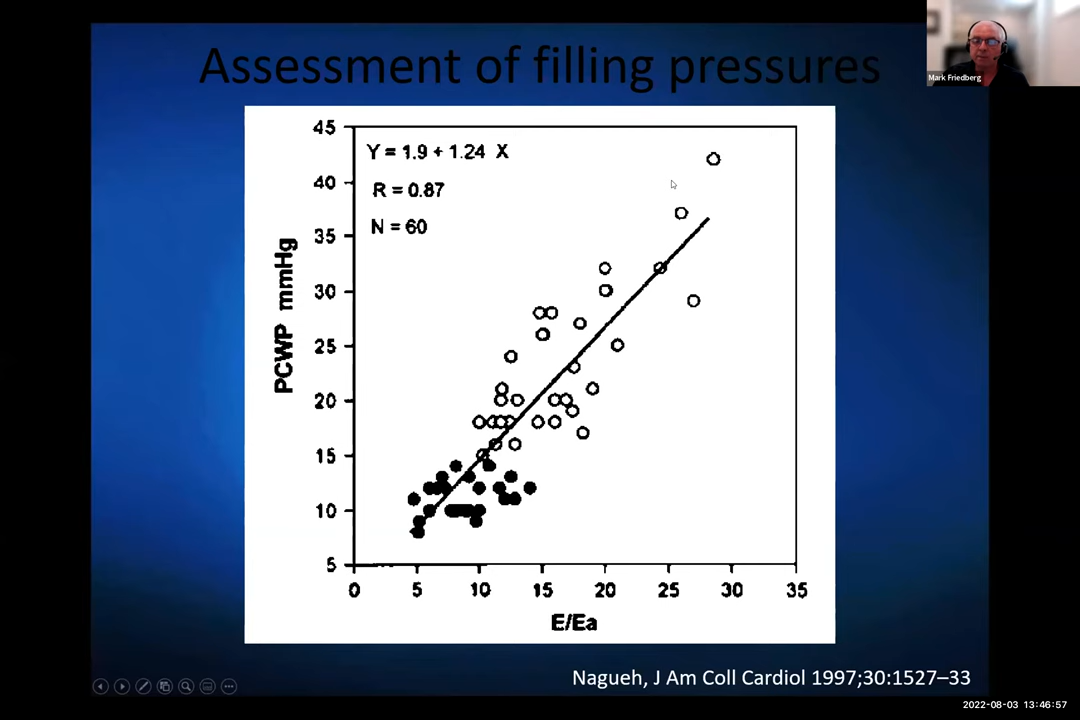 Assessment of filling pressures
Mark Friedberg
Y = 1.9 + 1.24 X
R = 0.87
N = 60
PCWP mmHg
45
40
35
30
25
20
15
10
5
0 5 10 15 20 25 30 35
E/Ea
Nagueh, J Am Coll Cardiol 1997;30:1527–33
2022-08-03 13:46:57